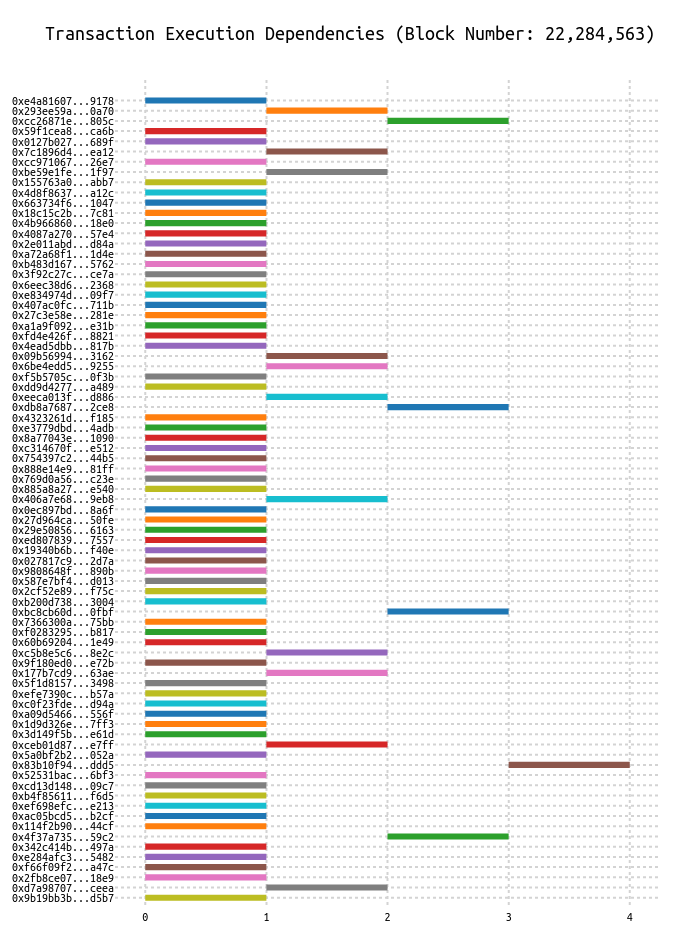 Transaction Execution Dependencies (Block Number: 22,284,563)
0xe4a81607...9178
0x293ee59a...0a70
0xcc26871e...805c
0x59f1cea8...ca6b
0x0127b027...689f
0x7c1896d4...ea12
0xcc971067...26e7
0xbe59e1fe...1f97
0x155763a0...abb7
0x4d8f8637...a12c
0x663734f6...1047
0x18c15c2b...7c81
0x4b966860...18e0
0x4087a270...57e4
0x2e011abd...d84a
0xa72a68f1...1d4e
0xb483d167...5762
0x3f92c27c...ce7a
0x6eec38d6...2368
0xe834974d...09f7
0x407ac0fc...711b
0x27c3e58e...281e
0xa1a9f092...e31b
0xfd4e426f...8821
0x4ead5dbb...817b
0x09b56994...3162
0x6be4edd5...9255
0xf5b5705c...0f3b
0xdd9d4277...a489
0xeeca013f...d886
0xdb8a7687...2ce8
0x4323261d...f185
0xe3779dbd...4adb
0x8a77043e...1090
0xc314670f...e512
0x754397c2...44b5
0x888e14e9...81ff
0x769d0a56...c23e
0x885a8a27...e540
0x406a7e68...9eb8
0x0ec897bd...8a6f
0x27d964ca...50fe
0x29e50856...6163
0xed807839...7557
0x19340b6b...f40e
0x027817c9...2d7a
0x9808648f...890b
0x587e7bf4...d013
0x2cf52e89...f75c
0xb200d738...3004
0xbc8cb60d...0fbf
0x7366300a...75bb
0xf0283295...b817
0x60b69204...1e49
0xc5b8e5c6...8e2c
0x9f180ed0...e72b
0x177b7cd9...63ae
0x5f1d8157...3498
0xefe7390c...b57a
0xc0f23fde...d94a
0xa09d5466...556f
0x1d9d326e...7ff3
0x3d149f5b...e61d
0xceb01d87...e7ff
0x5a0bf2b2...052a
0x83b10f94...ddd5
0x52531bac...6bf3
0xcd13d148...09c7
0xb4f85611...f6d5
0xef698efc...e213
0xac05bcd5...b2cf
0x114f2b90...44cf
0x4f37a735...59c2
0x342c414b...497a
0xe284afc3...5482
0xf66f09f2...a47c
0x2fb8ce07...18e9
0xd7a98707...ceea
0x9b19bb3b...d5b7
0 1 2 3 4